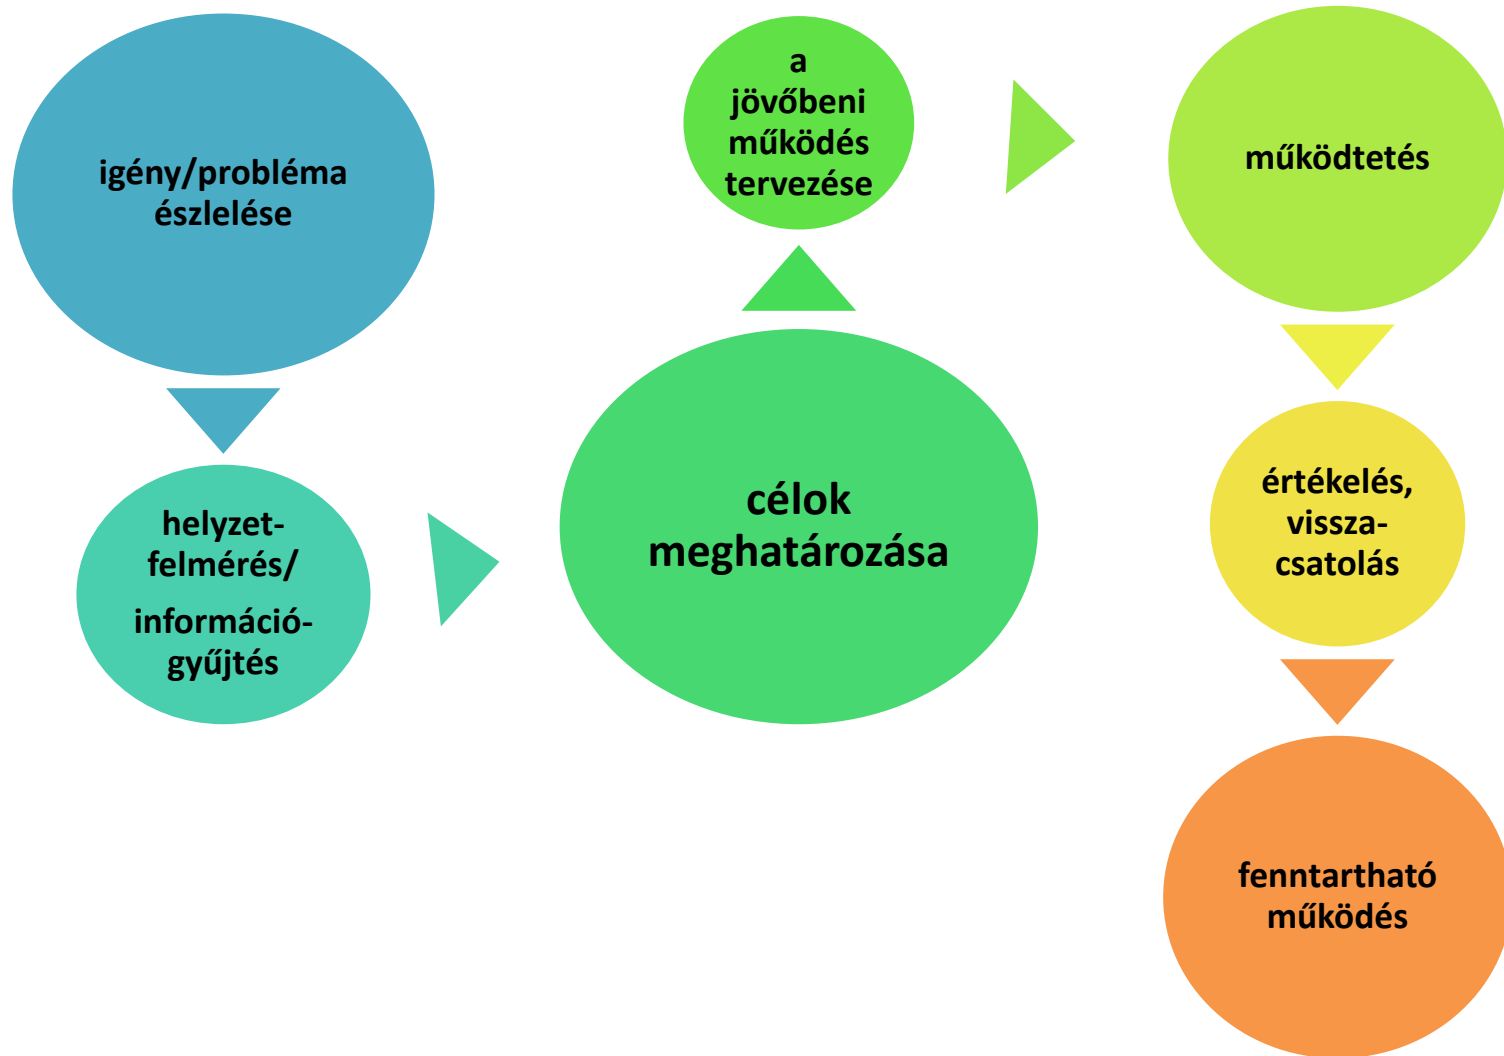 igény/probléma
észlelése
helyzet-
felmérés/
információ-
gyűjtés
célok
meghatározása
a
jövőbeni
működés
tervezése
működtetés
értékelés,
vissza-
csatolás
fenntartható
működés